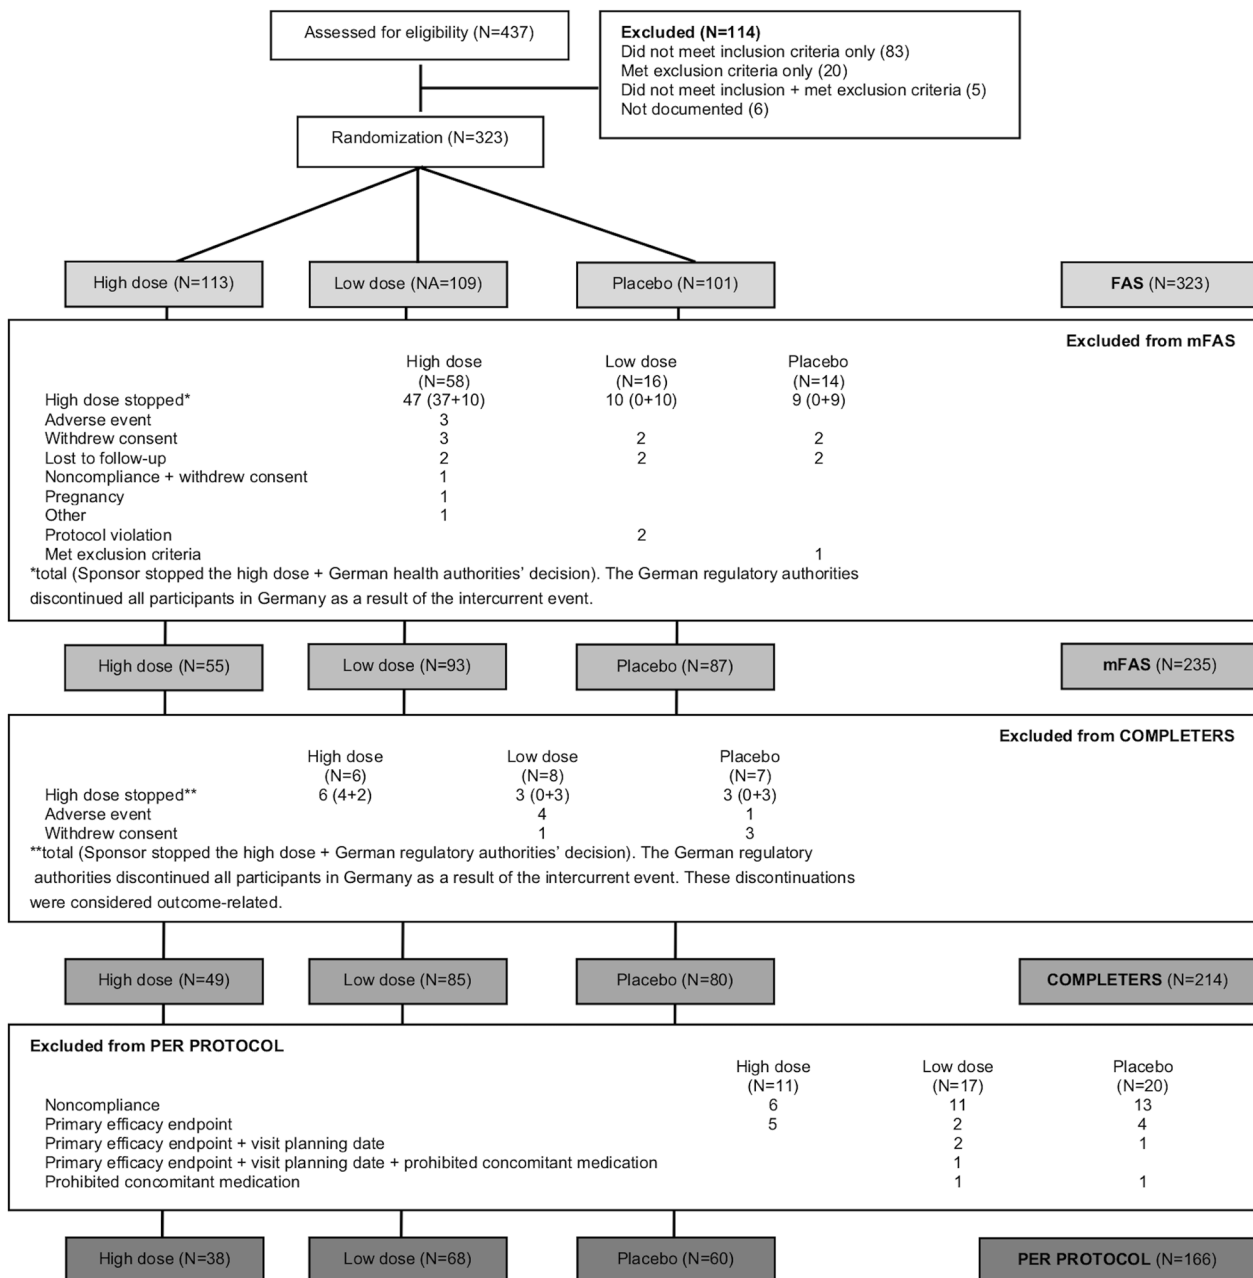 Assessed for eligibility (N=437)
Excluded (N=114)
Did not meet inclusion criteria only (83)
Met exclusion criteria only (20)
Did not meet inclusion + met exclusion criteria (5)
Not documented (6)
Randomization (N=323)
High dose (N=113)
Low dose (NA=109)
Placebo (N=101)
FAS (N=323)
Excluded from mFAS
High dose Low dose Placebo
(N=58) (N=16) (N=14)
High dose stopped* 47 (37+10) 10 (0+10) 9 (0+9)
Adverse event 3
Withdrew consent 3 2 2
Lost to follow-up 2 2 2
Noncompliance + withdrew consent 1
Pregnancy 1
Other 1
Protocol violation 2
Met exclusion criteria 1
*total (Sponsor stopped the high dose + German health authorities' decision). The German regulatory authorities
discontinued all participants in Germany as a result of the intercurrent event.
High dose (N=55)
Low dose (N=93)
Placebo (N=87)
mFAS (N=235)
Excluded from COMPLETERS
High dose Low dose Placebo
(N=6) (N=8) (N=7)
High dose stopped** 6 (4+2) 3 (0+3) 3 (0+3)
Adverse event 4 1
Withdrew consent 1 3
**total (Sponsor stopped the high dose + German regulatory authorities' decision). The German regulatory
authorities discontinued all participants in Germany as a result of the intercurrent event. These discontinuations
were considered outcome-related.
High dose (N=49)
Low dose (N=85)
Placebo (N=80)
COMPLETERS (N=214)
Excluded from PER PROTOCOL
High dose Low dose Placebo
(N=11) (N=17) (N=20)
Noncompliance 6 11 13
Primary efficacy endpoint 5 2 4
Primary efficacy endpoint + visit planning date 2 1
Primary efficacy endpoint + visit planning date + prohibited concomitant medication 1
Prohibited concomitant medication 1 1
High dose (N=38)
Low dose (N=68)
Placebo (N=60)
PER PROTOCOL (N=166)